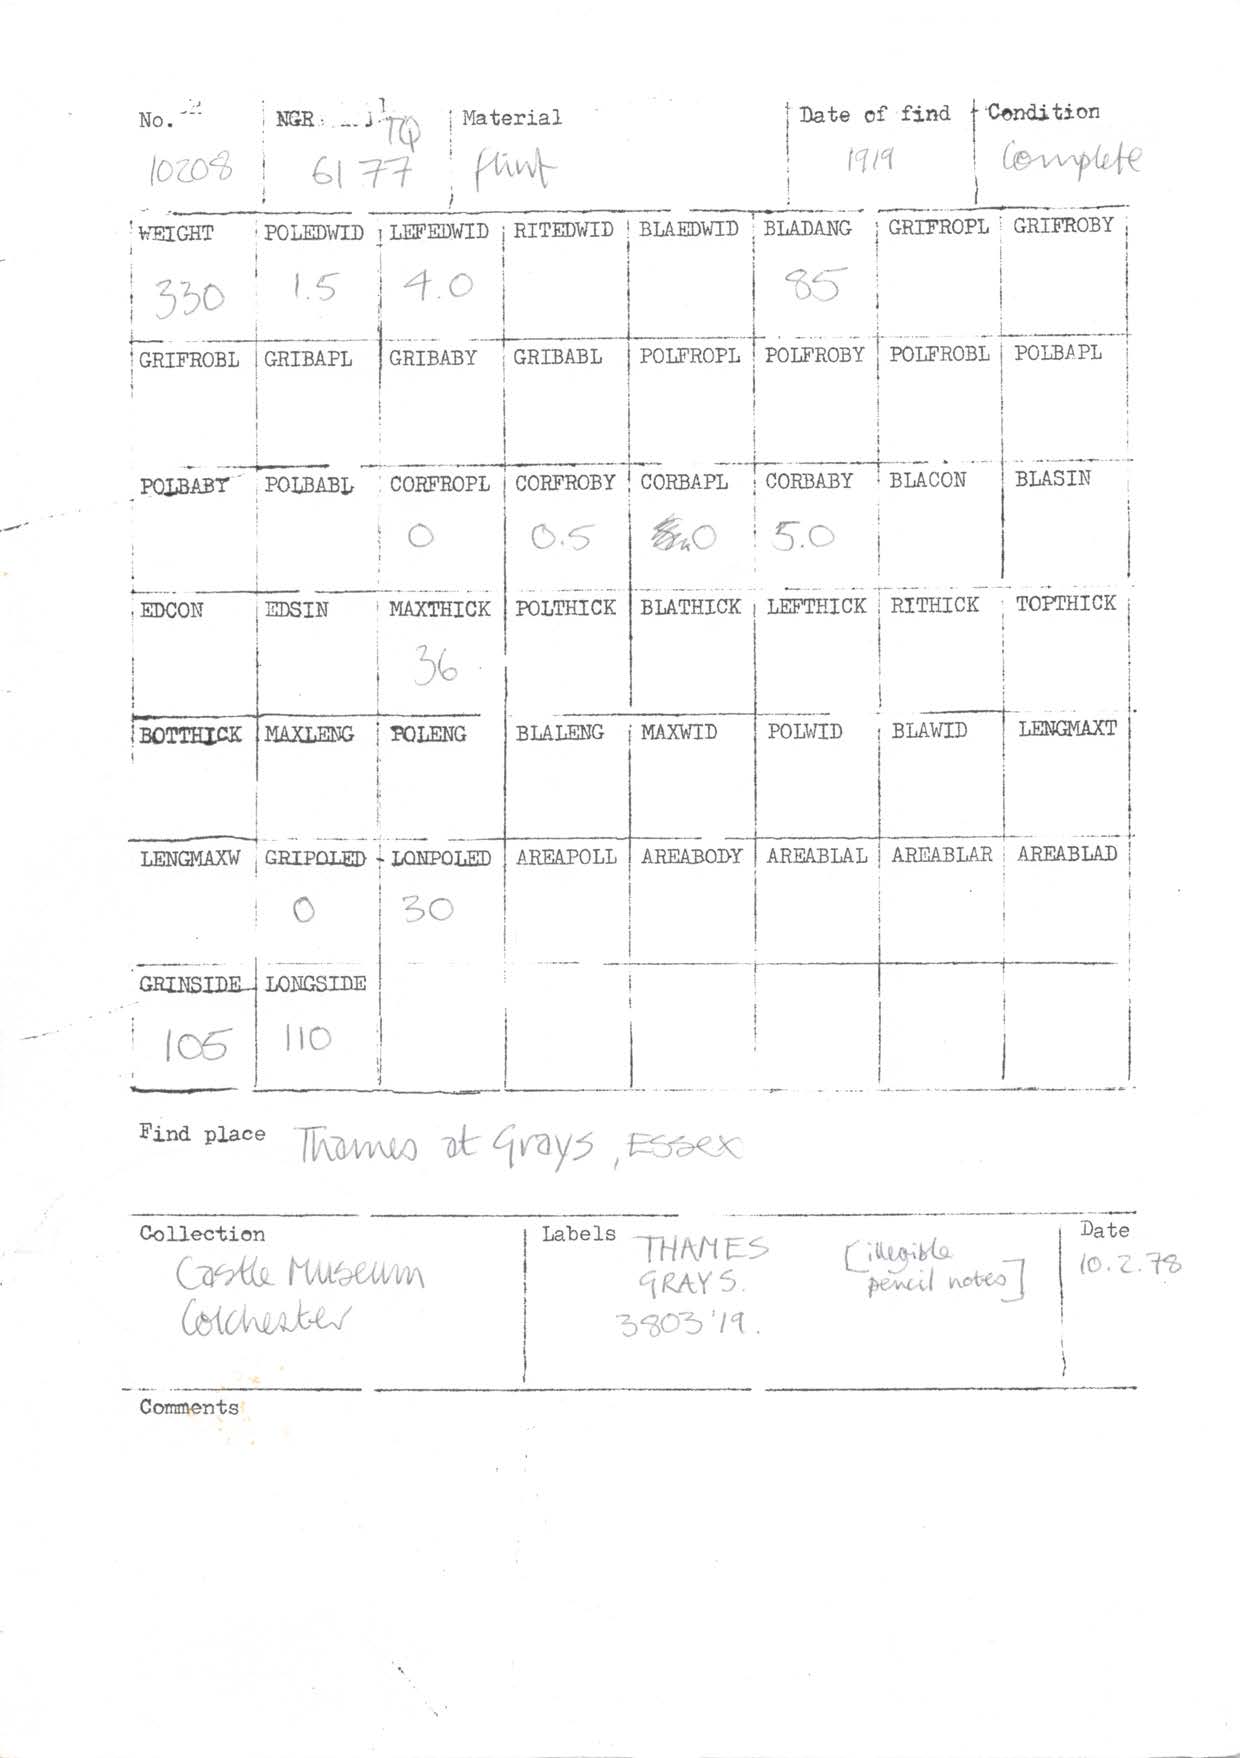 No. NGR TQ Material Date of find Condition
10208 6177 flint 1919 Complete
WEIGHT POLEDWID LEFEDWID RITEDWID BLAEDWID BLADANG GRIFROPL GRIFROBY
330 1.5 4.0 85
GRIFROBL GRIBAPL GRIBABY GRIBABL POLFROPL POLFROBY POLFROBL POLBAPL
POLBABY POLBABL CORFROPL CORFROBY CORBAPL CORBABY BLACON BLASIN
0 0.5 0 5.0
EDCON EDSIN MAXTHICK POLTHICK BLATHICK LEFTHICK RITHICK TOPTHICK
36
BOTTHICK MAXLENG POLENG BLALENG MAXWID POLWID BLAWID LENGMAXT
LENGMAXW GRIPOLED LONPOLED AREAPOLL AREABODY AREABLAL AREABLAR AREABLAD
0 30
GRINSIDE LONGSIDE
105 110
Find place Thames at Grays, Essex
Collection Labels Date
Castle Museum
Colchester
THAMES
GRAYS.
3803 '19.
[illegible
pencil notes]
10.2.78
Comments